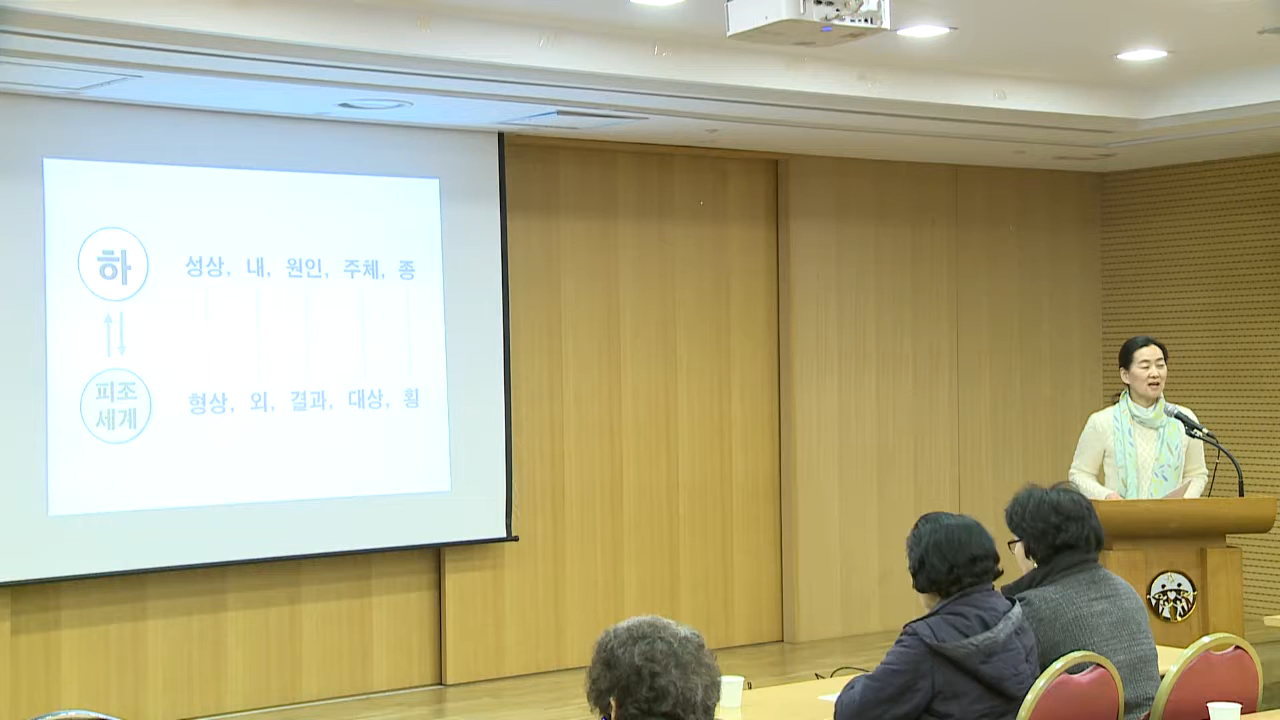 하 성상, 내, 원인, 주체, 종
피조
세계 형상, 외, 결과, 대상, 횡